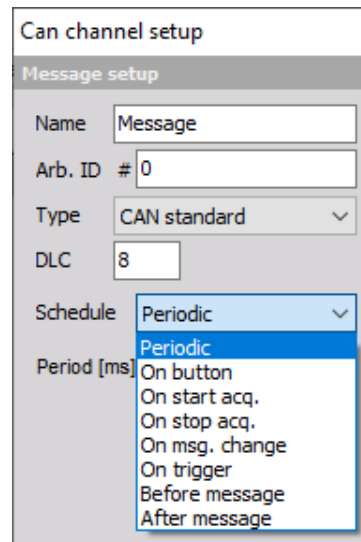 Can channel setup
Message setup
Name Message
Arb. ID # 0
Type CAN standard
DLC 8
Schedule Periodic
Periodic
Period [ms] On button
On start acq.
On stop acq.
On msg. change
On trigger
Before message
After message